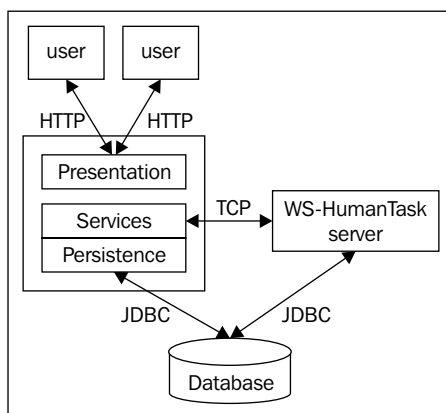 user user
HTTP HTTP
Presentation
Services
TCP
WS-HumanTask
server
Persistence
JDBC JDBC
Database